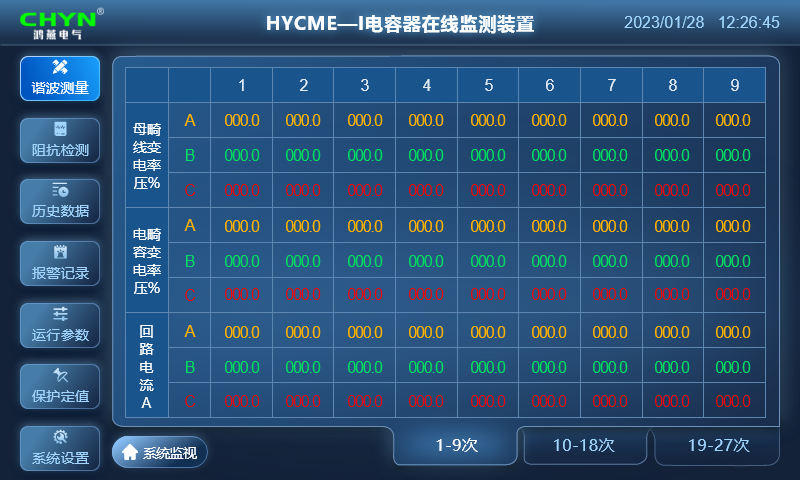 CHYN®
鸿蒸电气
HYCME—I电容器在线监测装置
2023/01/28 12:26:45
谐波测量
阻抗检测
历史数据
报警记录
运行参数
保护定值
系统设置
1 2 3 4 5 6 7 8 9
母线电压 畸变率%
A 000.0 000.0 000.0 000.0 000.0 000.0 000.0 000.0 000.0
B 000.0 000.0 000.0 000.0 000.0 000.0 000.0 000.0 000.0
C 000.0 000.0 000.0 000.0 000.0 000.0 000.0 000.0 000.0
电容电压 畸变率%
A 000.0 000.0 000.0 000.0 000.0 000.0 000.0 000.0 000.0
B 000.0 000.0 000.0 000.0 000.0 000.0 000.0 000.0 000.0
C 000.0 000.0 000.0 000.0 000.0 000.0 000.0 000.0 000.0
回路电流A
A 000.0 000.0 000.0 000.0 000.0 000.0 000.0 000.0 000.0
B 000.0 000.0 000.0 000.0 000.0 000.0 000.0 000.0 000.0
C 000.0 000.0 000.0 000.0 000.0 000.0 000.0 000.0 000.0
系统监视
1-9次 10-18次 19-27次